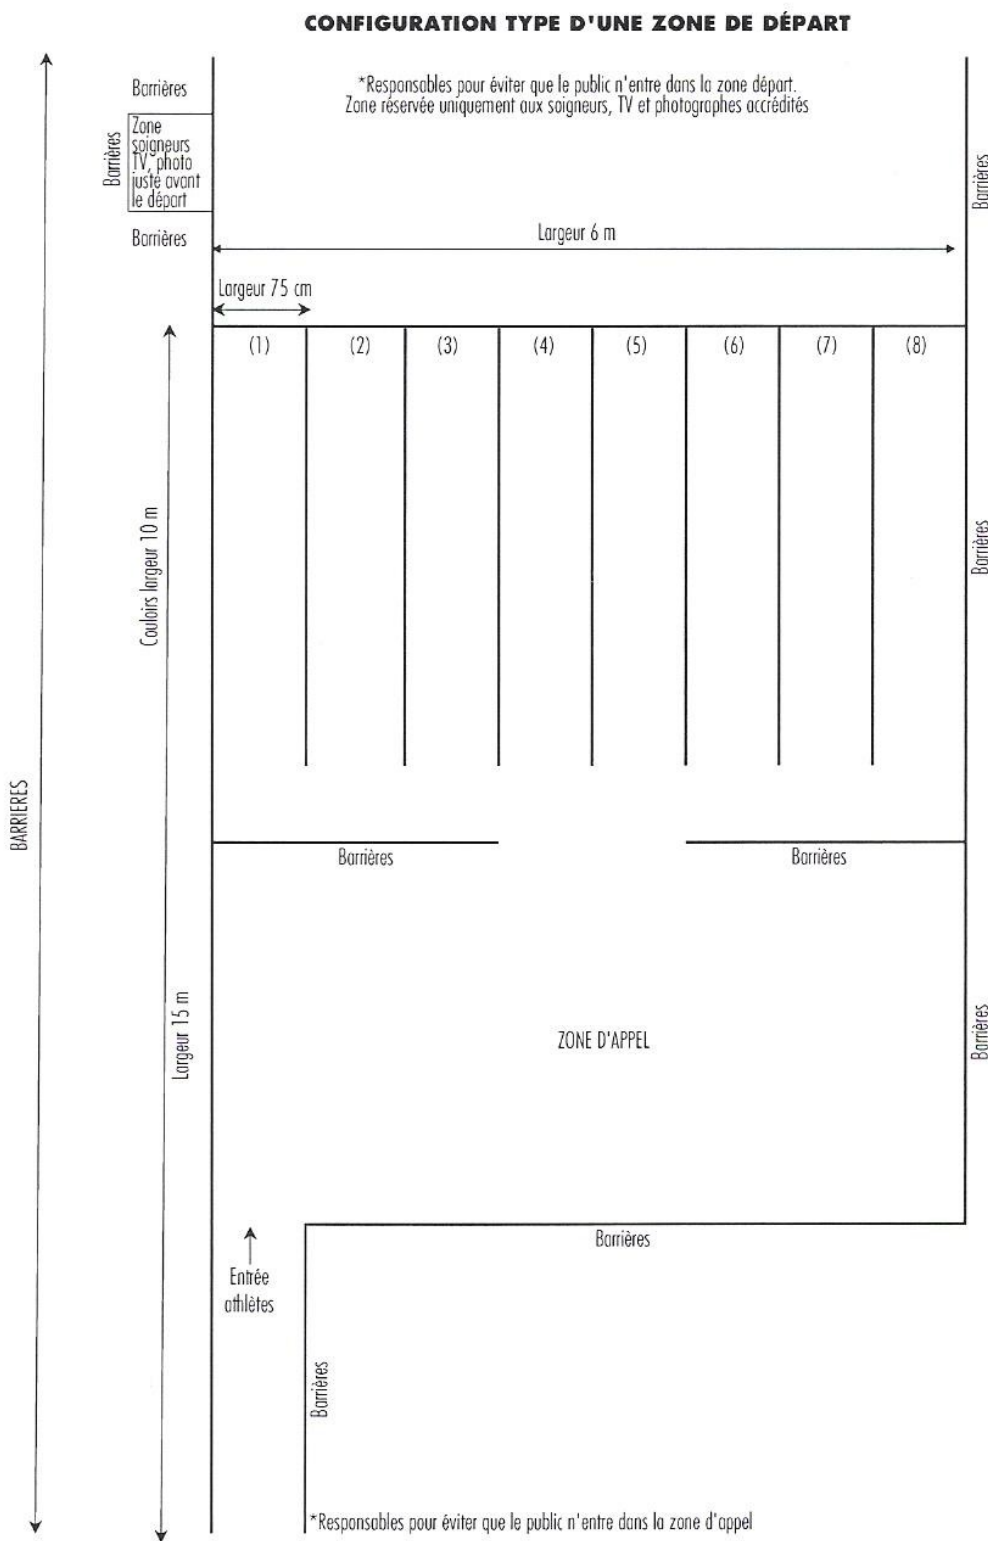 CONFIGURATION TYPE D'UNE ZONE DE DÉPART
Barrières
*Responsables pour éviter que le public n'entre dans la zone départ.
Zone réservée uniquement aux soigneurs, TV et photographes accrédités
Barrières
Zone
soigneurs
TV, photo
juste avant
le départ
Barrières
Barrières
Largeur 6 m
Largeur 75 cm
(1)
(2)
(3)
(4)
(5)
(6)
(7)
(8)
Couloirs largeur 10 m
Barrières
BARRIERES
Barrières
Barrières
Largeur 15 m
ZONE D'APPEL
Barrières
Barrières
Entrée
athlètes
Barrières
*Responsables pour éviter que le public n'entre dans la zone d'appel